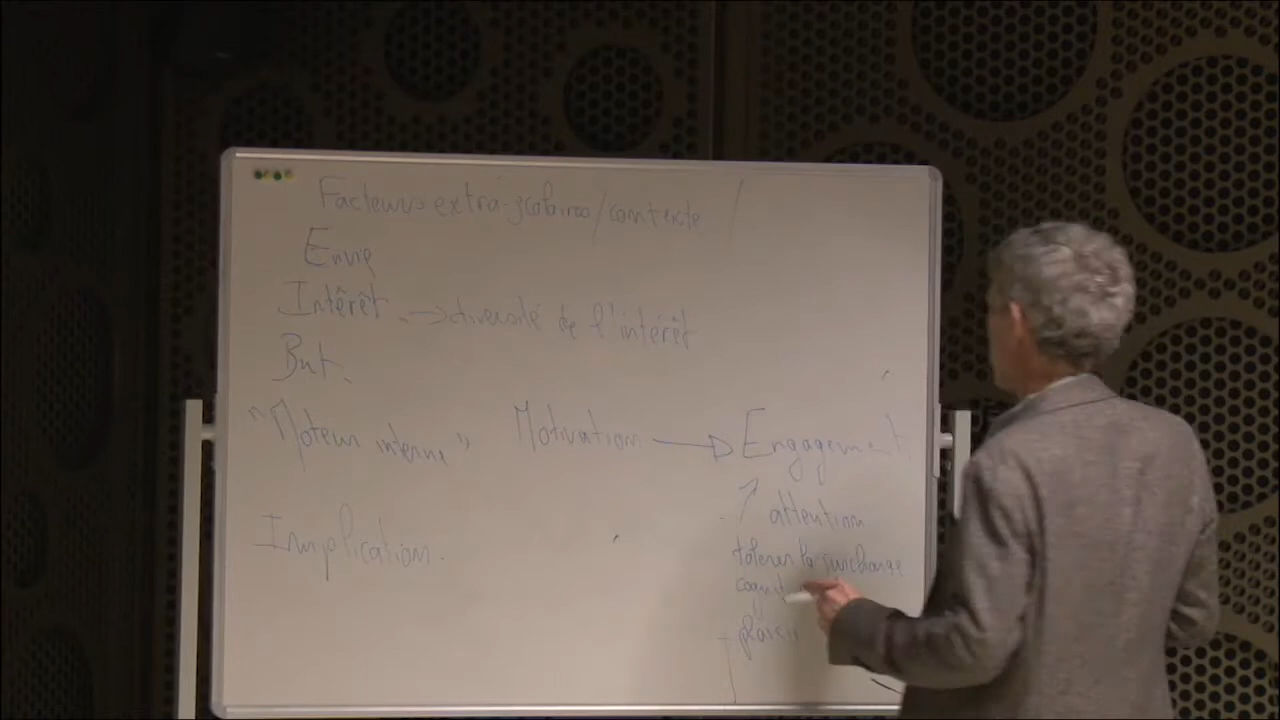 Facteurs extra-scolaires/contexte
Envie
Intérêt → diversité de l'intérêt
But.
"Moteur interne" Motivation → Engagement
attention
Implication.
tolérer la surcharge
cognit
plaisir